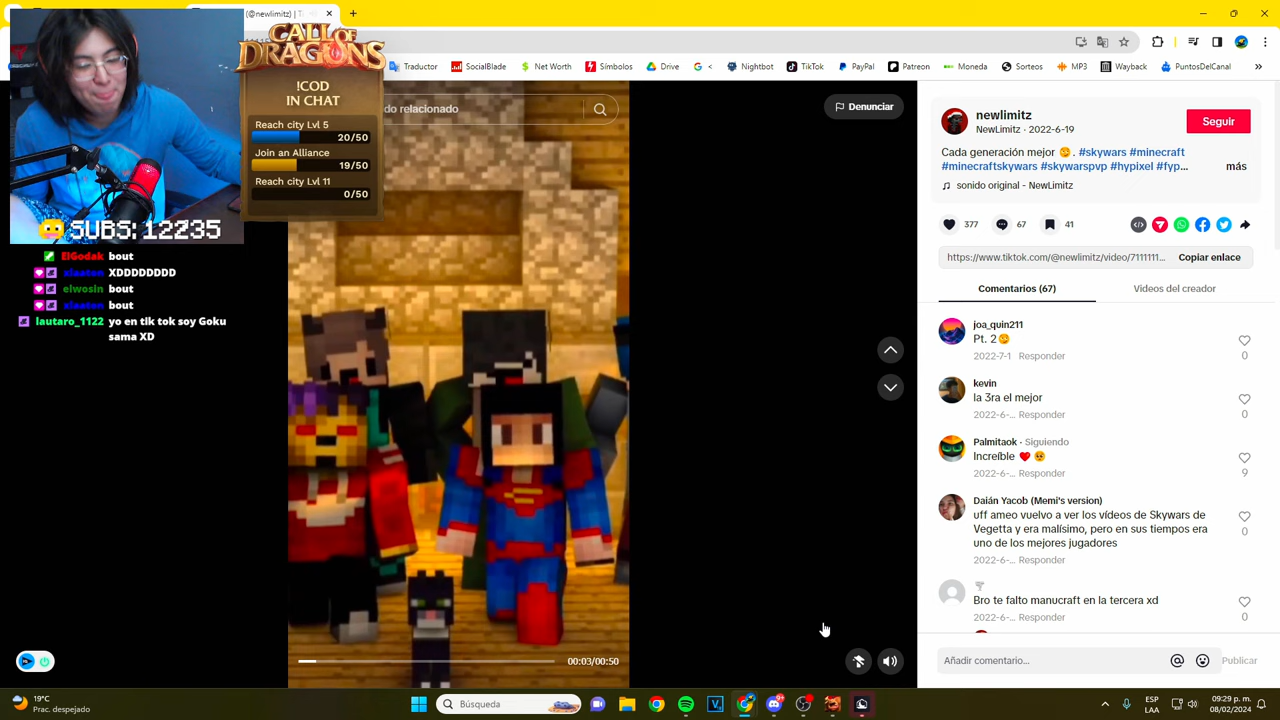 (@newlimitz) | Ti
Traductor
SocialBlade
Net Worth
Símbolos
Drive
G <
Nightbot
TikTok
PayPal
Patreon
Moneda
Sorteos
MP3
Wayback
PuntosDelCanal
CALL OF
DRAGONS
!COD
IN CHAT
Reach city Lvl 5
20/50
Join an Alliance
19/50
Reach city Lvl 11
0/50
SUBS: 12235
ElGodak bout
xlaaton XDDDDDDDD
elwosin bout
xlaaton bout
lautaro_1122 yo en tik tok soy Goku
sama XD
do relacionado
Denunciar
00:03/00:50
newlimitz
NewLimitz · 2022-6-19
Seguir
Cada generación mejor 🙂. #skywars #minecraft
#minecraftskywars #skywarspvp #hypixel #fyp... más
sonido original - NewLimitz
377
67
41
https://www.tiktok.com/@newlimitz/video/7111111... Copiar enlace
Comentarios (67)
Videos del creador
joa_quin211
Pt. 2
2022-7-1 Responder
0
kevin
la 3ra el mejor
2022-6-... Responder
0
Palmitaok · Siguiendo
Increíble ❤️
2022-6-... Responder
9
Daián Yacob (Memi's version)
uff ameo vuelvo a ver los vídeos de Skywars de
Vegetta y era malísimo, pero en sus tiempos era
uno de los mejores jugadores
2022-6-... Responder
0
Bro te falto manucraft en la tercera xd
2022-6-... Responder
0
Añadir comentario...
Publicar
19°C
Prac. despejado
Búsqueda
ESP
LAA
09:29 p. m.
08/02/2024